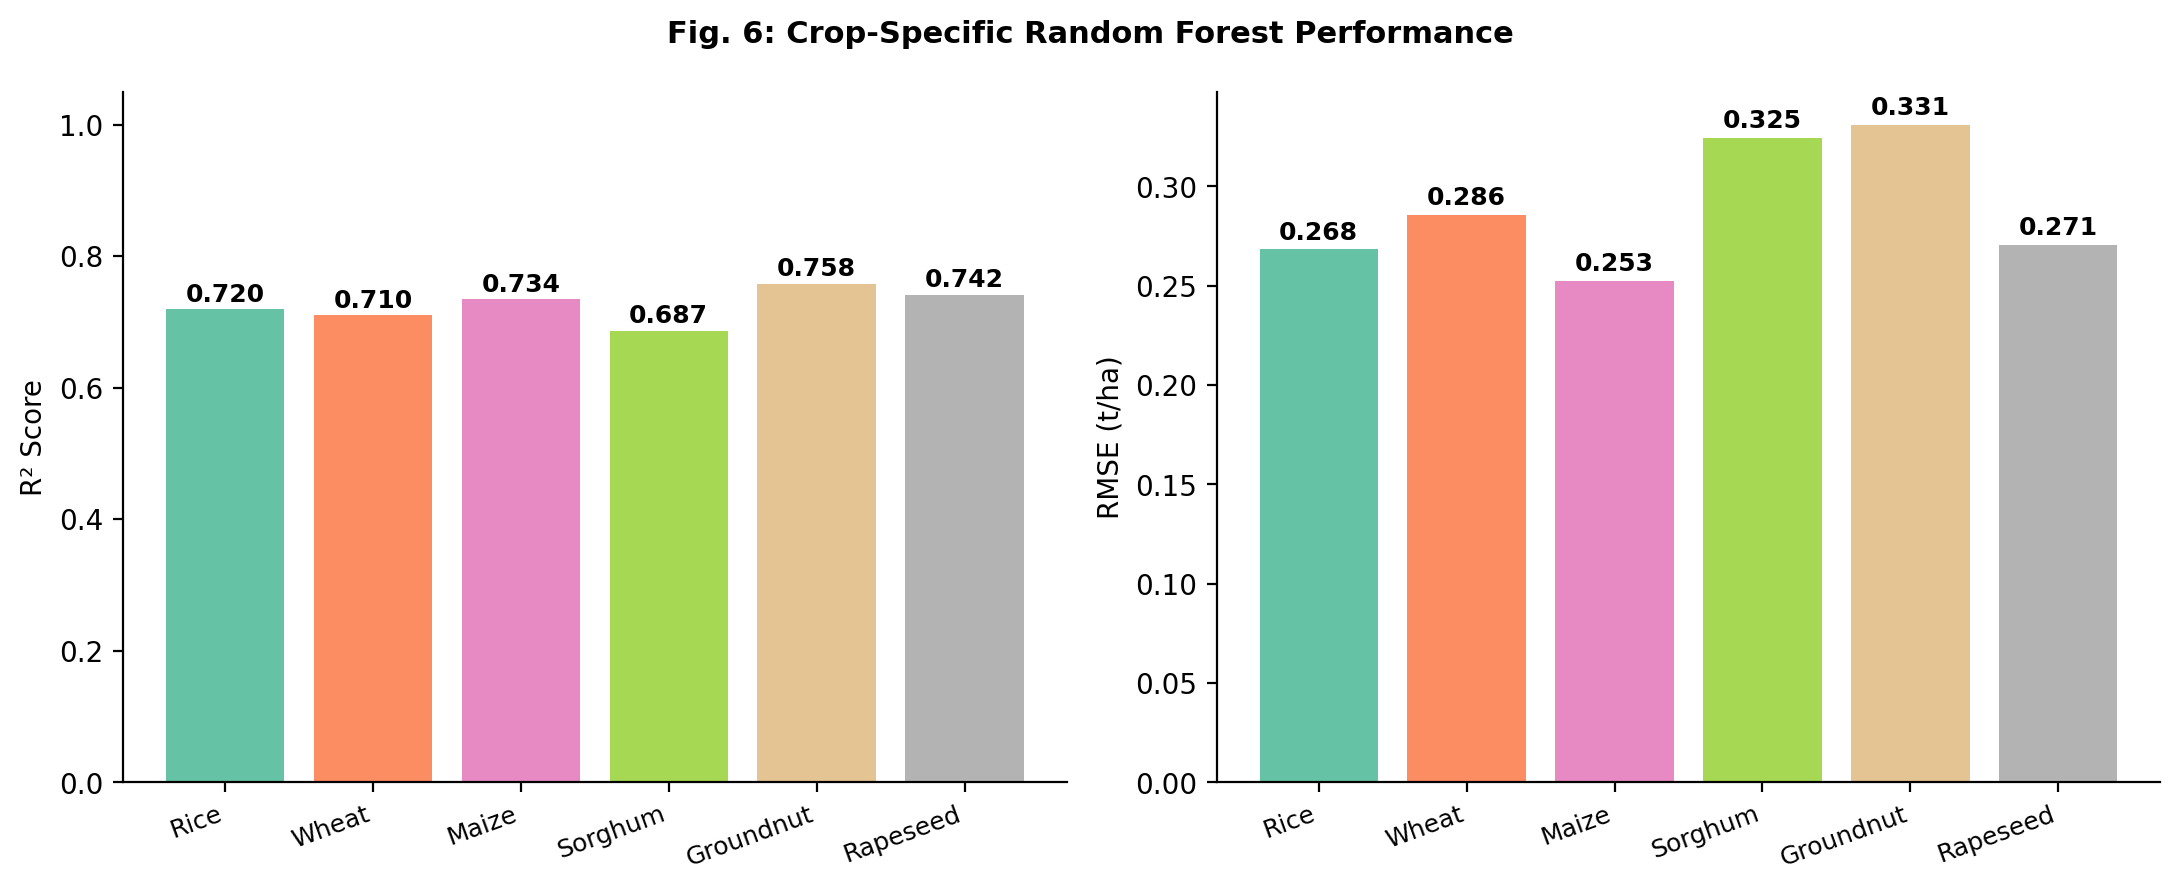 Fig. 6: Crop-Specific Random Forest Performance
R² Score
1.0
0.8
0.6
0.4
0.2
0.0
0.720
0.710
0.734
0.687
0.758
0.742
Rice
Wheat
Maize
Sorghum
Groundnut
Rapeseed
RMSE (t/ha)
0.30
0.25
0.20
0.15
0.10
0.05
0.00
0.268
0.286
0.253
0.325
0.331
0.271
Rice
Wheat
Maize
Sorghum
Groundnut
Rapeseed